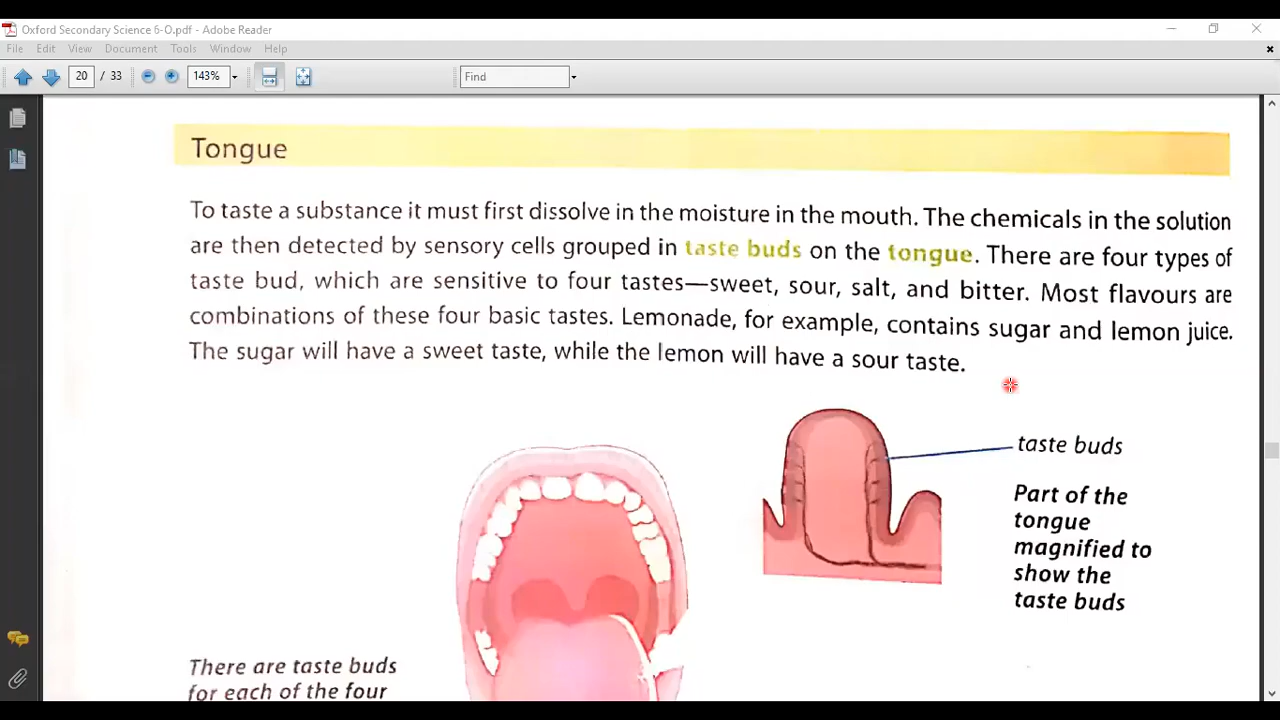 Oxford Secondary Science 6-O.pdf - Adobe Reader
File Edit View Document Tools Window Help
20 / 33 143% Find
Tongue
To taste a substance it must first dissolve in the moisture in the mouth. The chemicals in the solution
are then detected by sensory cells grouped in taste buds on the tongue. There are four types of
taste bud, which are sensitive to four tastes—sweet, sour, salt, and bitter. Most flavours are
combinations of these four basic tastes. Lemonade, for example, contains sugar and lemon juice.
The sugar will have a sweet taste, while the lemon will have a sour taste.
taste buds
Part of the
tongue
magnified to
show the
taste buds
There are taste buds
for each of the four